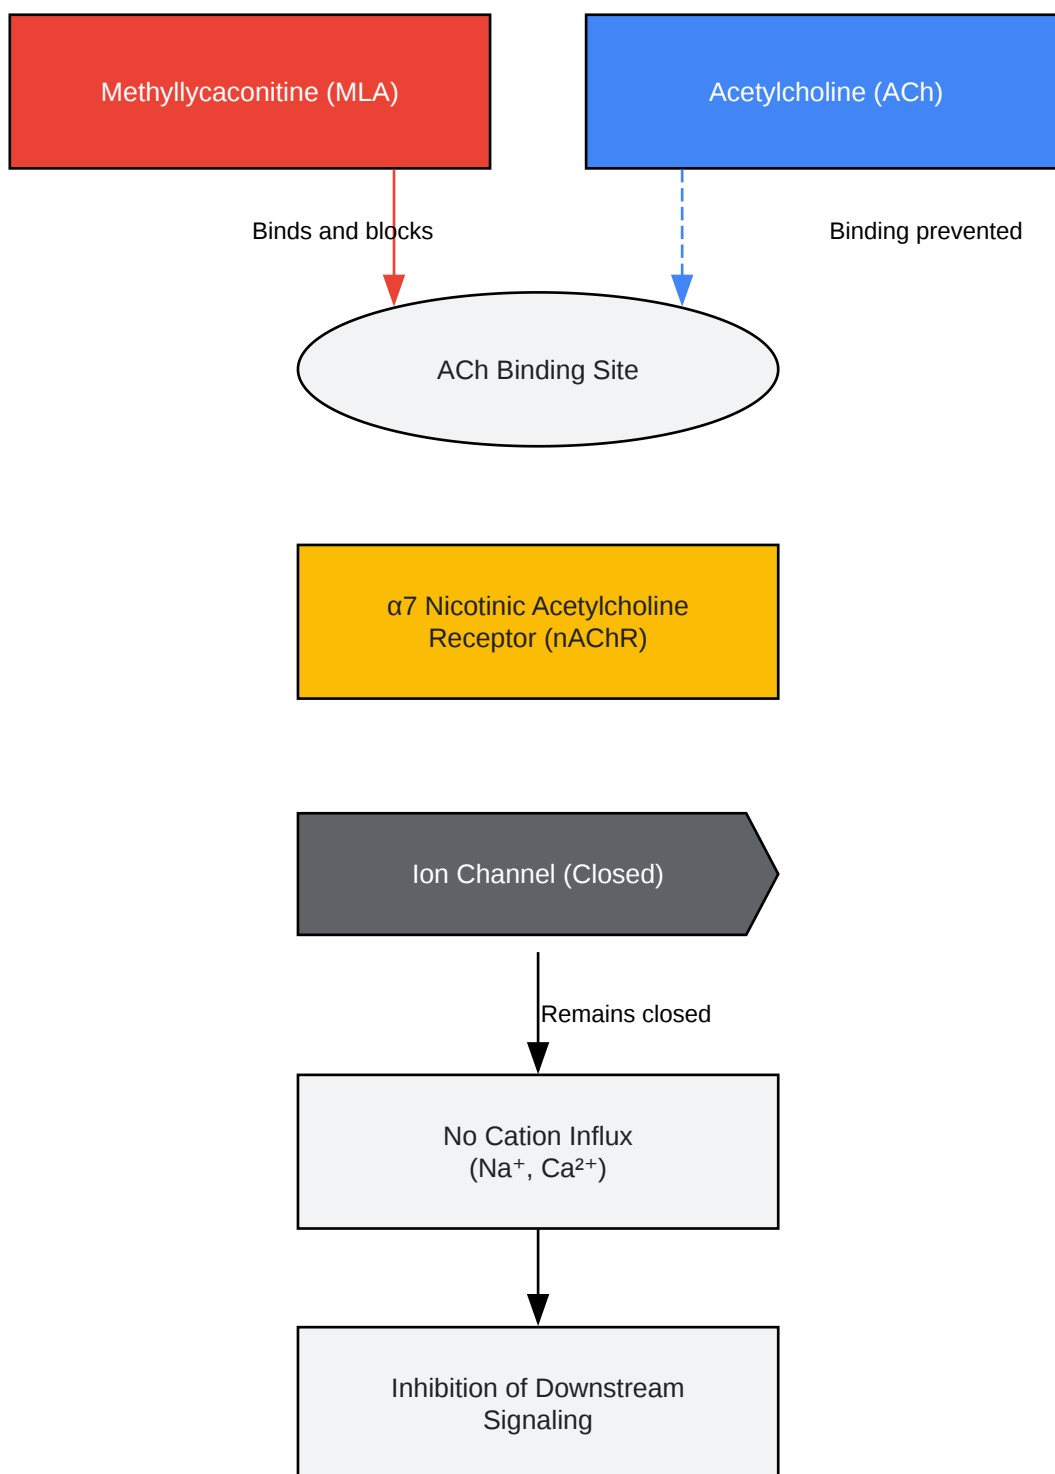 Methyllycaconitine (MLA)
Acetylcholine (ACh)
Binds and blocks
Binding prevented
ACh Binding Site
α7 Nicotinic Acetylcholine
Receptor (nAChR)
Ion Channel (Closed)
Remains closed
No Cation Influx
(Na⁺, Ca²⁺)
Inhibition of Downstream
Signaling